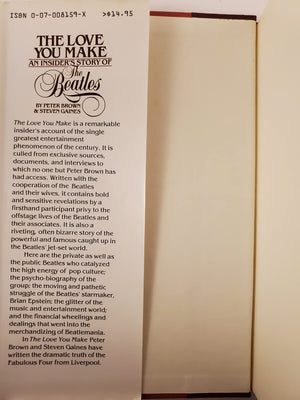 ISBN 0-07-008159-X >$14.95
THE LOVE
YOU MAKE
AN INSIDER'S STORY OF
The
Beatles
BY PETER BROWN
& STEVEN GAINES
The Love You Make is a remarkable
insider's account of the single
greatest entertainment
phenomenon of the century. It is
culled from exclusive sources,
documents, and interviews to
which no one but Peter Brown has
had access. Written with the
cooperation of the Beatles and
their wives, it contains bold
and sensitive revelations by a
firsthand participant privy to the
offstage lives of the Beatles and
their associates. It is also a
riveting, often bizarre story of the
powerful and famous caught up in
the Beatles' jet-set world.
Here are the private as well as
the public Beatles who catalyzed
the high energy of pop culture;
the psycho-biography of the
group; the moving and pathetic
struggle of the Beatles' starmaker,
Brian Epstein; the glitter of the
music and entertainment world;
and the financial wheelings and
dealings that went into the
merchandizing of Beatlemania.
In The Love You Make Peter
Brown and Steven Gaines have
written the dramatic truth of the
Fabulous Four from Liverpool.